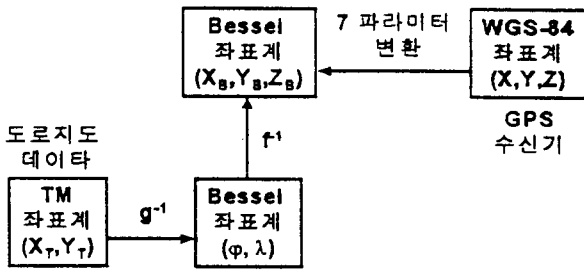 Bessel
좌표계
(X_B,Y_B,Z_B)
7 파라미터
변환
WGS-84
좌표계
(X,Y,Z)
GPS
수신기
도로지도
데이타
f⁻¹
TM
좌표계
(X_T,Y_T)
g⁻¹
Bessel
좌표계
(φ, λ)